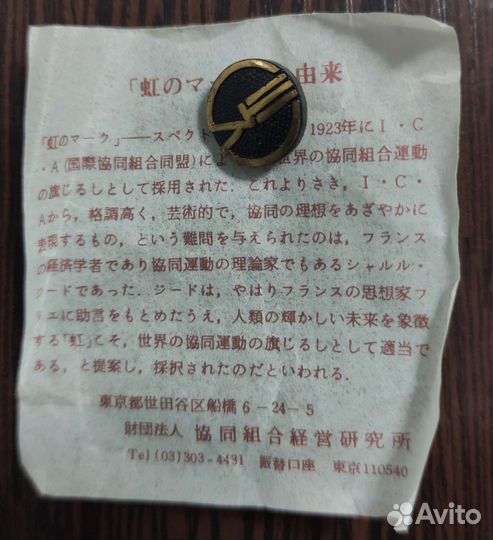 「虹のマ 由来
「虹のマーク」――スペクト 1923年にI・C
・A(国際協同組合同盟)によ 世界の協同組合運動
の旗じるしとして採用された．これよりさき，I・C・
Aから，格調高く，芸術的で，協同の理想をあざやかに
表現するもの，という難問を与えられたのは，フランス
の経済学者であり協同運動の理論家でもあるシャルル・
ジードであった．ジードは，やはりフランスの思想家フ
リエに助言をもとめたうえ，人類の輝かしい未来を象徴
する「虹」こそ，世界の協同運動の旗じるしとして適当で
ある，と提案し，採択されたのだといわれる．
東京都世田谷区船橋6-24-5
財団法人 協同組合経営研究所
Tel (03)303-4431 振替口座 東京110540
Avito